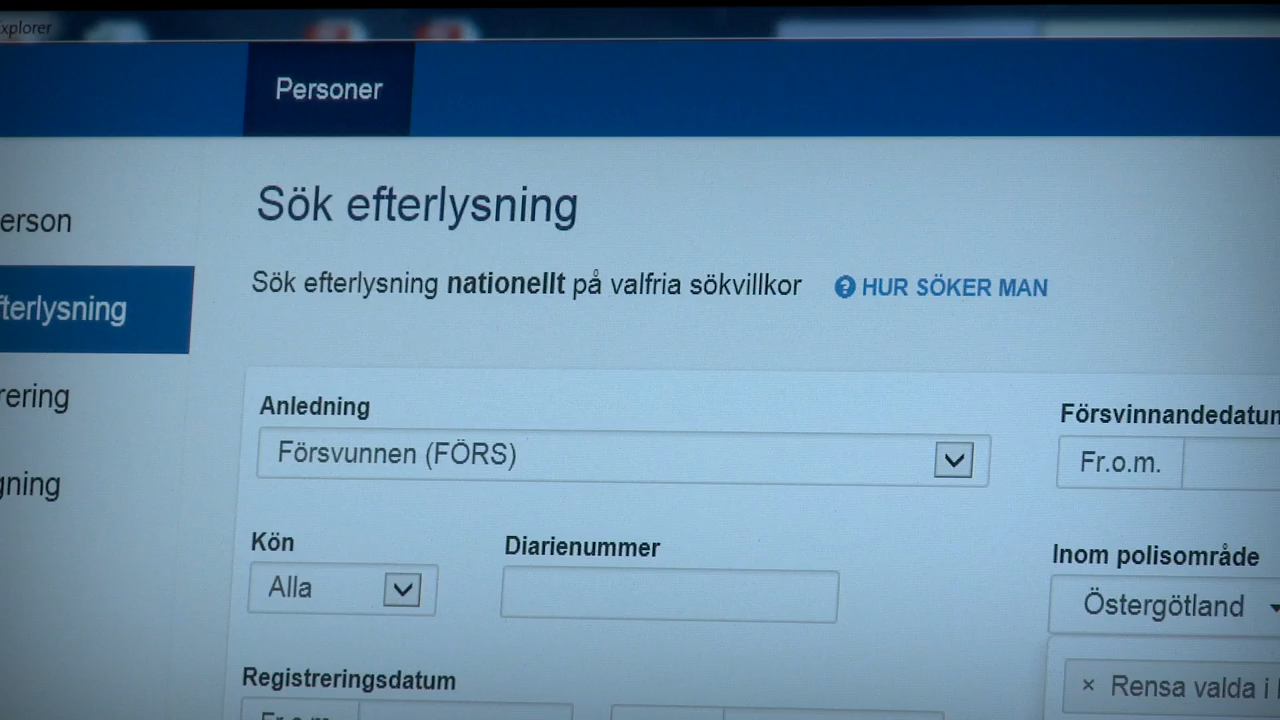 xplorer
Personer
Sök efterlysning
Sök efterlysning nationellt på valfria sökvillkor
? HUR SÖKER MAN
erson
fterlysning
rering
gning
Anledning
Försvunnen (FÖRS)
Försvinnandedatum
Fr.o.m.
Kön
Alla
Diarienummer
Inom polisområde
Östergötland
× Rensa valda i
Registreringsdatum
Fr.o.m.